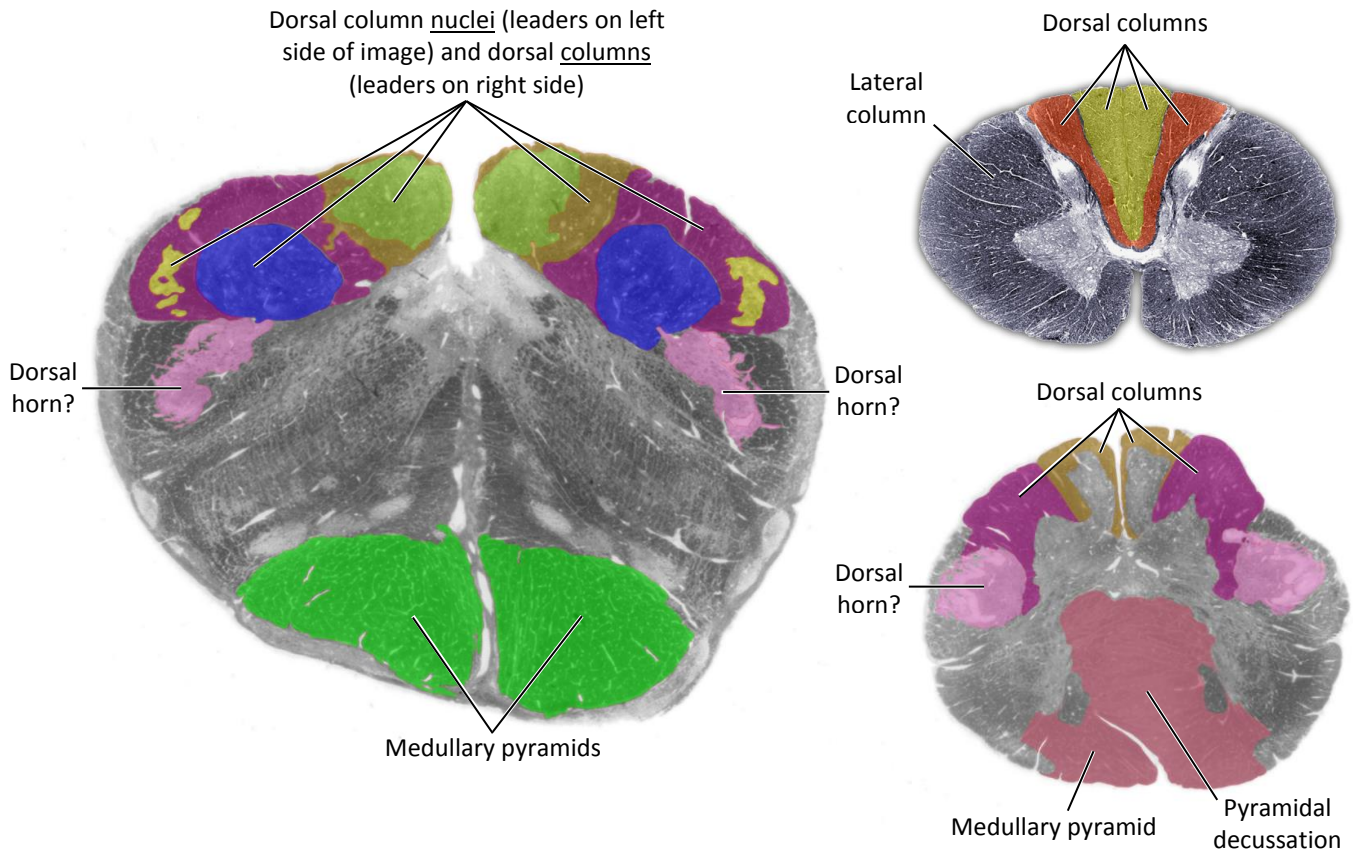 Dorsal column nuclei (leaders on left
side of image) and dorsal columns
(leaders on right side)
Dorsal
horn?
Dorsal
horn?
Medullary pyramids
Dorsal columns
Lateral
column
Dorsal columns
Dorsal
horn?
Medullary pyramid
Pyramidal
decussation